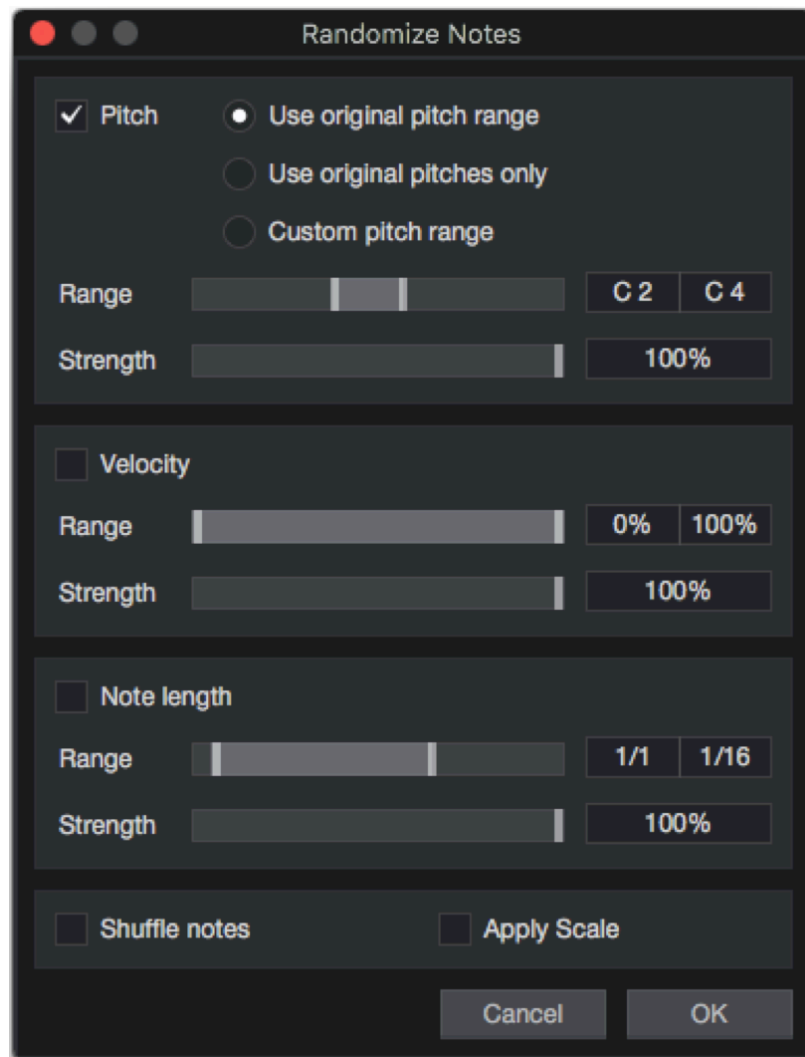 Randomize Notes
Pitch Use original pitch range
Use original pitches only
Custom pitch range
Range C 2 C 4
Strength 100%
Velocity
Range 0% 100%
Strength 100%
Note length
Range 1/1 1/16
Strength 100%
Shuffle notes Apply Scale
Cancel OK